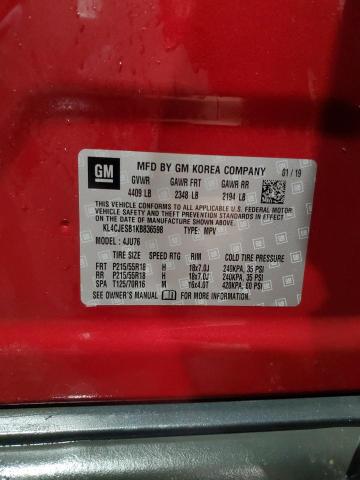 GM
MFD BY GM KOREA COMPANY 01/19
GVWR GAWR FRT GAWR RR
4409 LB 2348 LB 2194 LB
THIS VEHICLE CONFORMS TO ALL APPLICABLE U.S. FEDERAL MOTOR
VEHICLE SAFETY, BUMPER, AND THEFT PREVENTION STANDARDS IN
EFFECT ON THE DATE OF MANUFACTURE SHOWN ABOVE.
KL4CJESB1KB836598 TYPE: MPV
MODEL: 4JU76
TIRE SIZE SPEED RTG RIM COLD TIRE PRESSURE
FRT P215/55R18 H 18x7.0J 240KPA, 35 PSI
RR P215/55R18 H 18x7.0J 240KPA, 35 PSI
SPA T125/70R16 M 16x4.0T 420KPA, 60 PSI
SEE OWNER'S MANUAL FOR MORE INFORMATION